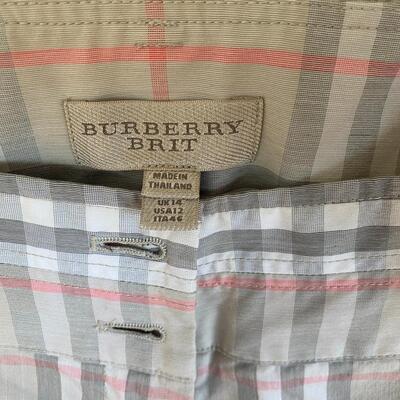 BURBERRY
BRIT
MADE IN
THAILAND
UK14
USA12
ITA46